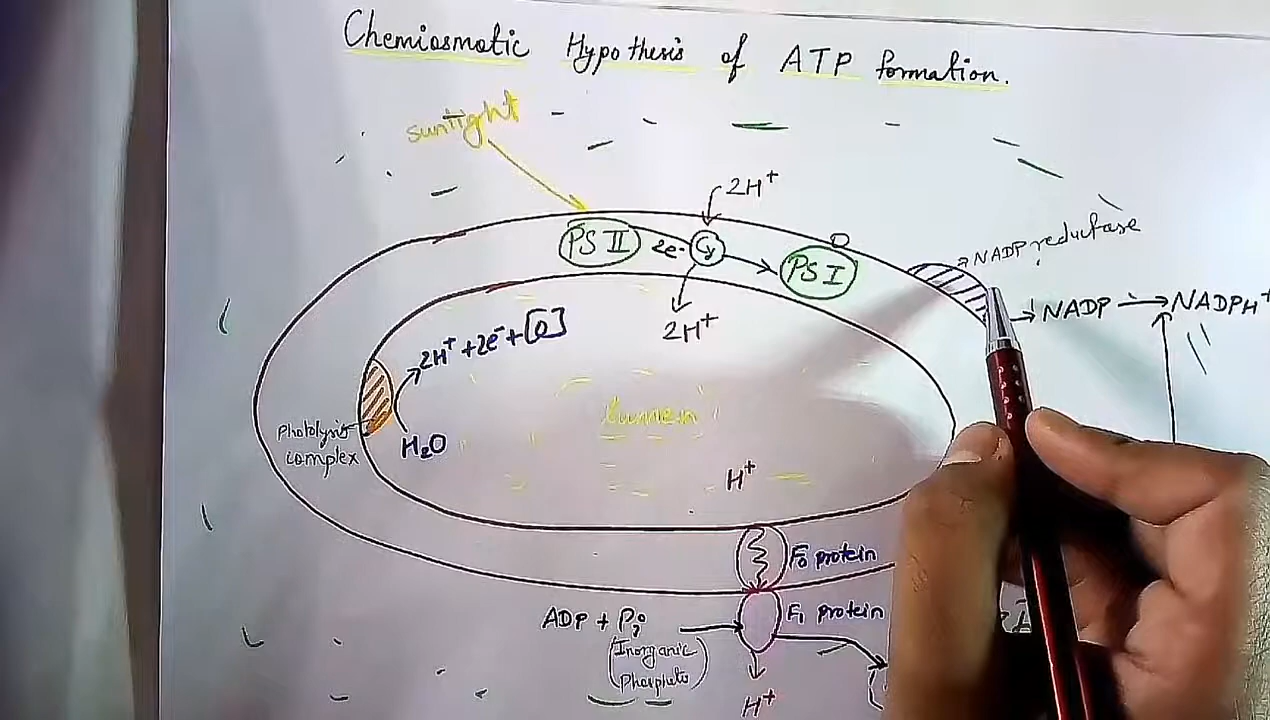 Chemiosmotic Hypothesis of ATP formation.
sunlight
2H+
PS II
2e-
Cy
PS I
NADP reductase
NADP
NADPH+
2H+
2H+ + 2e- + [O]
Photolysis complex
H2O
lumen
H+
F0 protein
F1 protein
ADP + Pi
(Inorganic
Phosphate)
H+